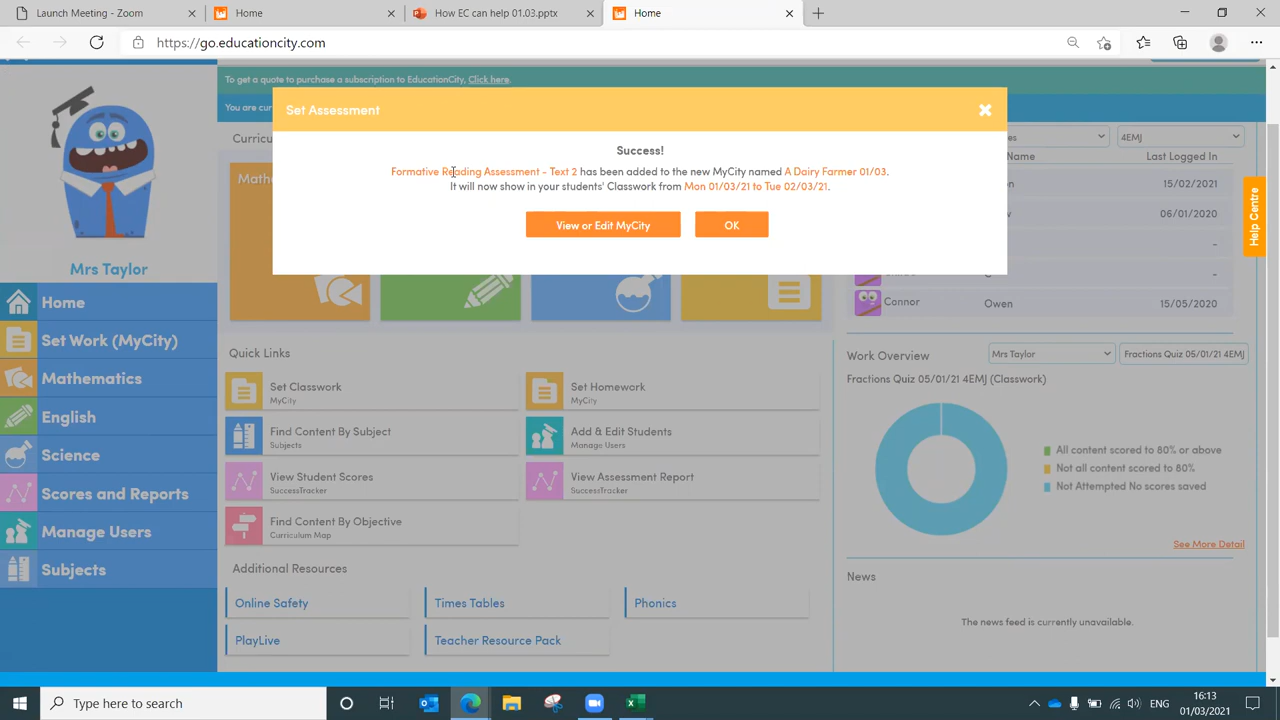 Launch Meeting - Zoom
Home
How EC can help 01.03.pptx
Home
https://go.educationcity.com
To get a quote to purchase a subscription to EducationCity, Click here.
Set Assessment
Success!
Formative Reading Assessment - Text 2 has been added to the new MyCity named A Dairy Farmer 01/03.
It will now show in your students' Classwork from Mon 01/03/21 to Tue 02/03/21.
View or Edit MyCity
OK
4EMJ
Name
Last Logged In
15/02/2021
06/01/2020
-
-
Connor
Owen
15/05/2020
Help Centre
Mrs Taylor
Home
Set Work (MyCity)
Mathematics
English
Science
Scores and Reports
Manage Users
Subjects
Quick Links
Set Classwork
MyCity
Set Homework
MyCity
Find Content By Subject
Subjects
Add & Edit Students
Manage Users
View Student Scores
SuccessTracker
View Assessment Report
SuccessTracker
Find Content By Objective
Curriculum Map
Additional Resources
Online Safety
Times Tables
Phonics
PlayLive
Teacher Resource Pack
Work Overview
Mrs Taylor
Fractions Quiz 05/01/21 4EMJ
Fractions Quiz 05/01/21 4EMJ (Classwork)
All content scored to 80% or above
Not all content scored to 80%
Not Attempted No scores saved
See More Detail
News
The news feed is currently unavailable.
Type here to search
16:13
01/03/2021